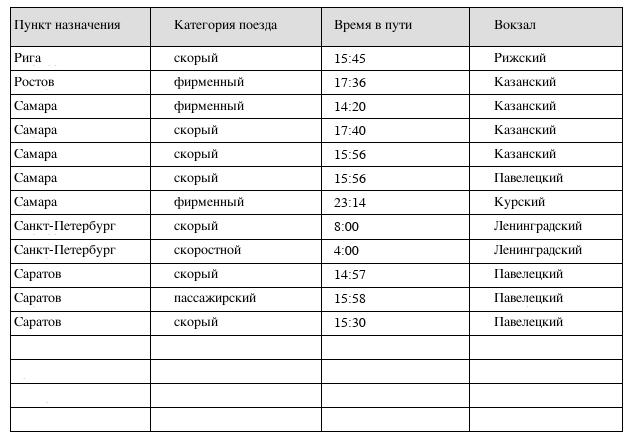 Пункт назначения Категория поезда Время в пути Вокзал
Рига скорый 15:45 Рижский
Ростов фирменный 17:36 Казанский
Самара фирменный 14:20 Казанский
Самара скорый 17:40 Казанский
Самара скорый 15:56 Казанский
Самара скорый 15:56 Павелецкий
Самара фирменный 23:14 Курский
Санкт-Петербург скорый 8:00 Ленинградский
Санкт-Петербург скоростной 4:00 Ленинградский
Саратов скорый 14:57 Павелецкий
Саратов пассажирский 15:58 Павелецкий
Саратов скорый 15:30 Павелецкий